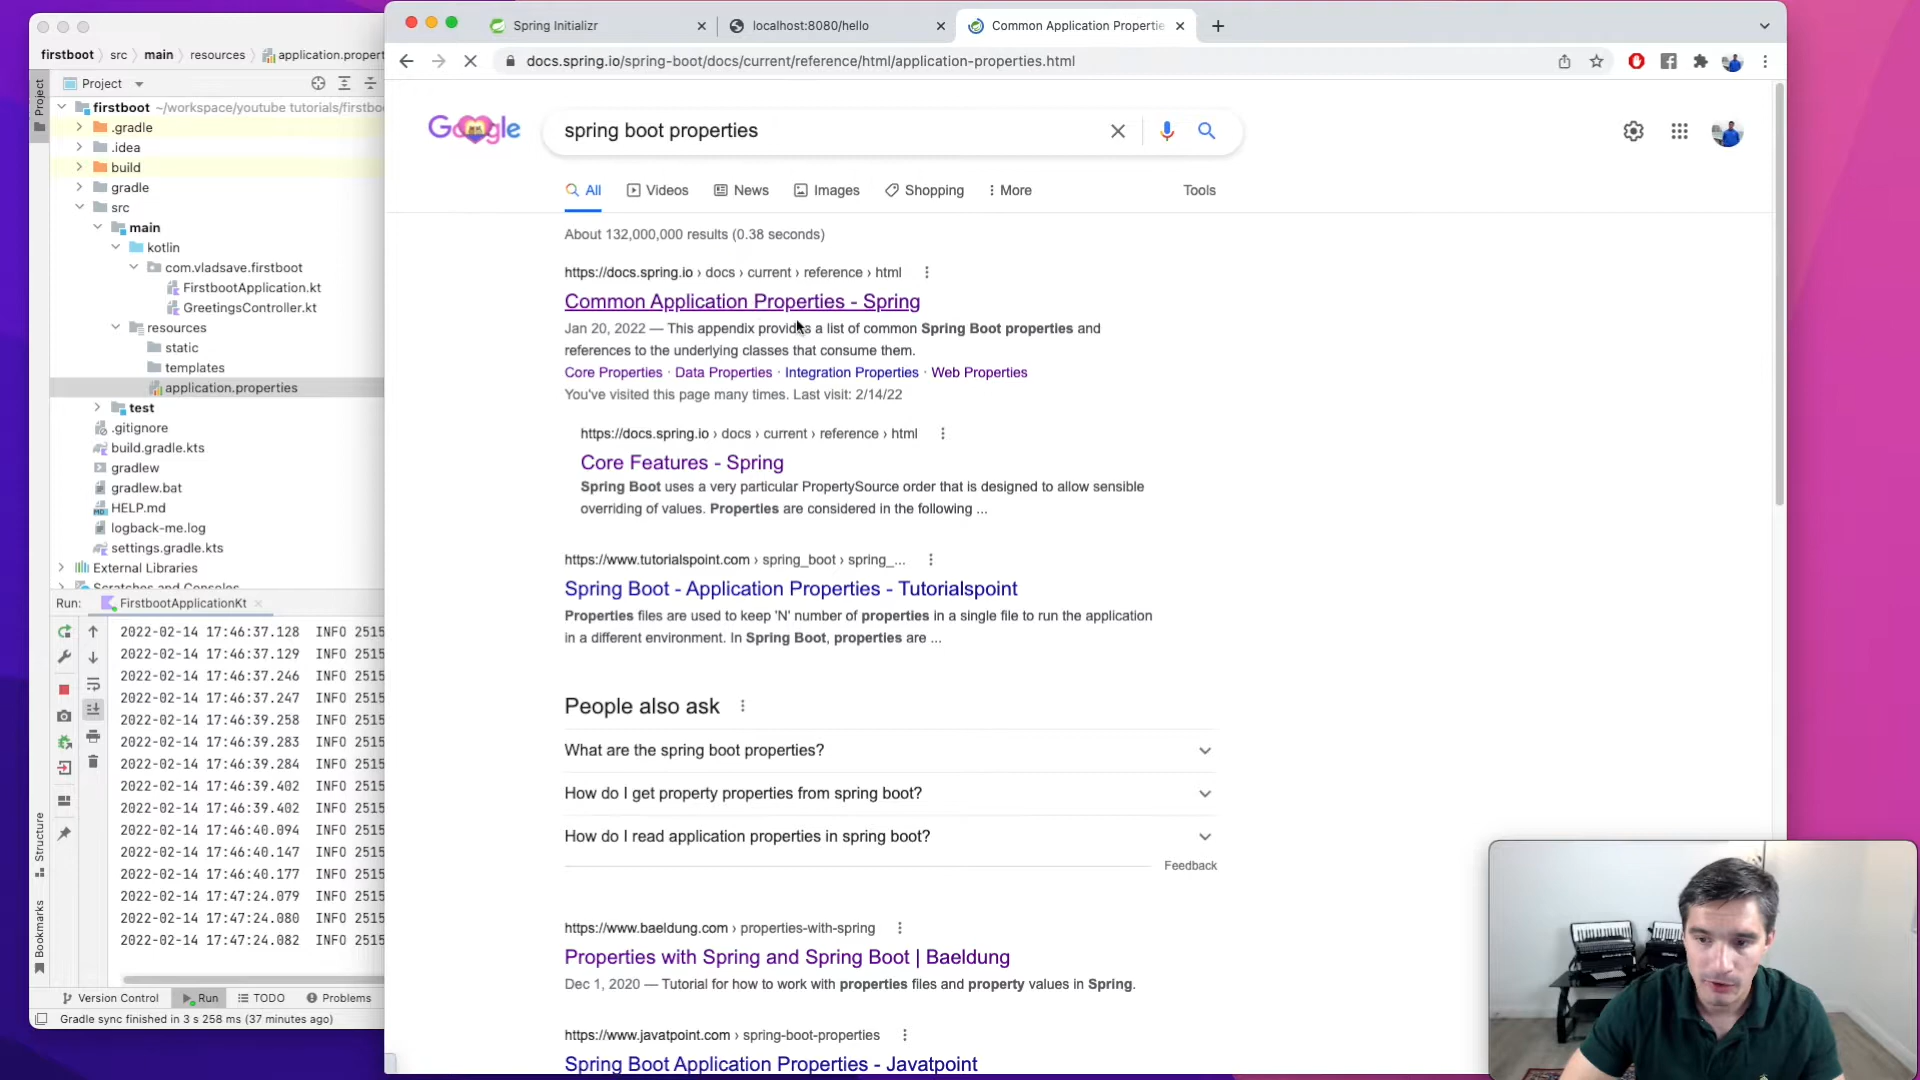 Spring Initializr
localhost:8080/hello
Common Application Propertie
firstboot › src › main › resources › application.propert
docs.spring.io/spring-boot/docs/current/reference/html/application-properties.html
Project
Project
firstboot ~/workspace/youtube tutorials/firstboo
.gradle
.idea
build
gradle
src
main
kotlin
com.vladsave.firstboot
FirstbootApplication.kt
GreetingsController.kt
resources
static
templates
application.properties
test
.gitignore
build.gradle.kts
gradlew
gradlew.bat
HELP.md
logback-me.log
settings.gradle.kts
External Libraries
Scratches and Consoles
Run: FirstbootApplicationKt
2022-02-14 17:46:37.128 INFO 2515
2022-02-14 17:46:37.129 INFO 2515
2022-02-14 17:46:37.246 INFO 2515
2022-02-14 17:46:37.247 INFO 2515
2022-02-14 17:46:39.258 INFO 2515
2022-02-14 17:46:39.283 INFO 2515
2022-02-14 17:46:39.284 INFO 2515
2022-02-14 17:46:39.402 INFO 2515
2022-02-14 17:46:39.402 INFO 2515
2022-02-14 17:46:40.094 INFO 2515
2022-02-14 17:46:40.147 INFO 2515
2022-02-14 17:46:40.177 INFO 2515
2022-02-14 17:47:24.079 INFO 2515
2022-02-14 17:47:24.080 INFO 2515
2022-02-14 17:47:24.082 INFO 2515
Structure
Bookmarks
Version Control Run TODO Problems
Gradle sync finished in 3 s 258 ms (37 minutes ago)
Google
spring boot properties
All Videos News Images Shopping More Tools
About 132,000,000 results (0.38 seconds)
https://docs.spring.io › docs › current › reference › html
Common Application Properties - Spring
Jan 20, 2022 — This appendix provides a list of common Spring Boot properties and
references to the underlying classes that consume them.
Core Properties · Data Properties · Integration Properties · Web Properties
You've visited this page many times. Last visit: 2/14/22
https://docs.spring.io › docs › current › reference › html
Core Features - Spring
Spring Boot uses a very particular PropertySource order that is designed to allow sensible
overriding of values. Properties are considered in the following ...
https://www.tutorialspoint.com › spring_boot › spring_...
Spring Boot - Application Properties - Tutorialspoint
Properties files are used to keep 'N' number of properties in a single file to run the application
in a different environment. In Spring Boot, properties are ...
People also ask
What are the spring boot properties?
How do I get property properties from spring boot?
How do I read application properties in spring boot?
Feedback
https://www.baeldung.com › properties-with-spring
Properties with Spring and Spring Boot | Baeldung
Dec 1, 2020 — Tutorial for how to work with properties files and property values in Spring.
https://www.javatpoint.com › spring-boot-properties
Spring Boot Application Properties - Javatpoint